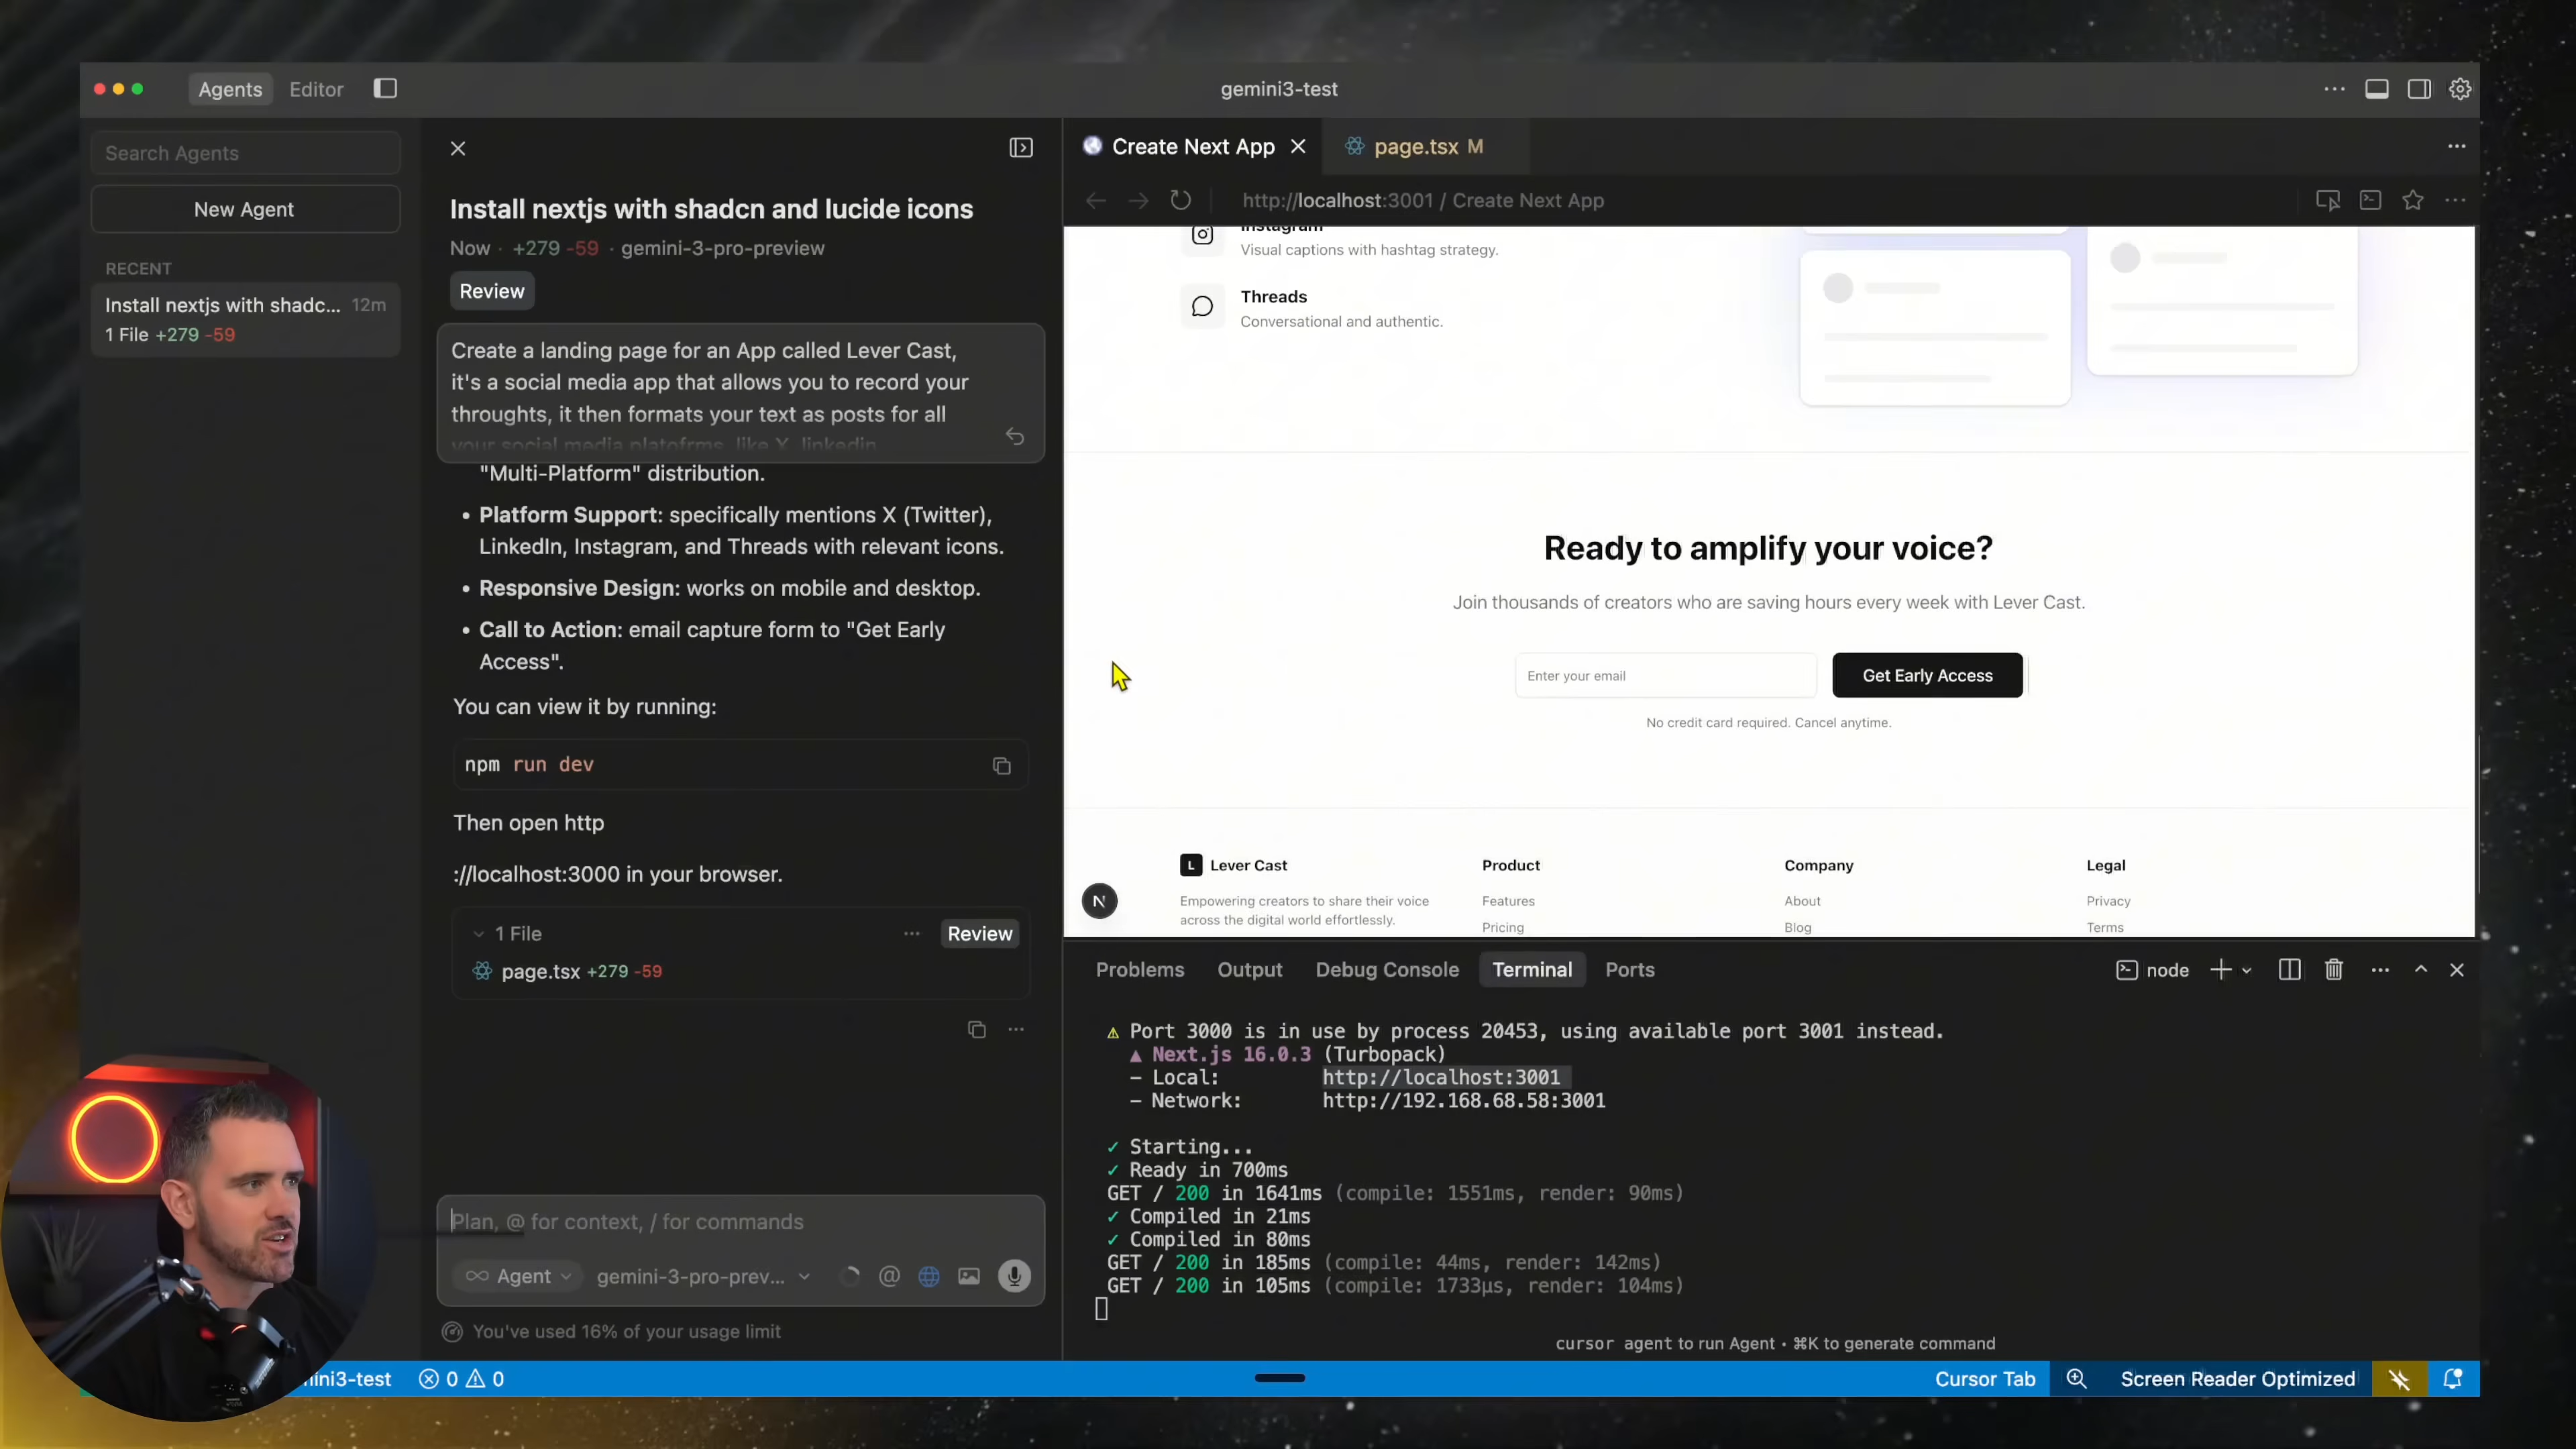 Agents
Editor
gemini3-test
Search Agents
New Agent
RECENT
Install nextjs with shadc... 12m
1 File +279 -59
Install nextjs with shadcn and lucide icons
Now · +279 -59 · gemini-3-pro-preview
Review
Create a landing page for an App called Lever Cast,
it's a social media app that allows you to record your
throughts, it then formats your text as posts for all
your social media platofrms, like X, linkedin
"Multi-Platform" distribution.
• Platform Support: specifically mentions X (Twitter),
LinkedIn, Instagram, and Threads with relevant icons.
• Responsive Design: works on mobile and desktop.
• Call to Action: email capture form to "Get Early
Access".
You can view it by running:
npm run dev
Then open http
://localhost:3000 in your browser.
1 File
Review
page.tsx +279 -59
Plan, @ for context, / for commands
Agent
gemini-3-pro-prev...
You've used 16% of your usage limit
Create Next App
page.tsx M
http://localhost:3001 / Create Next App
Instagram
Visual captions with hashtag strategy.
Threads
Conversational and authentic.
Ready to amplify your voice?
Join thousands of creators who are saving hours every week with Lever Cast.
Enter your email
Get Early Access
No credit card required. Cancel anytime.
L Lever Cast
Empowering creators to share their voice
across the digital world effortlessly.
Product
Features
Pricing
Company
About
Blog
Legal
Privacy
Terms
N
Problems
Output
Debug Console
Terminal
Ports
node
⚠ Port 3000 is in use by process 20453, using available port 3001 instead.
▲ Next.js 16.0.3 (Turbopack)
– Local: http://localhost:3001
– Network: http://192.168.68.58:3001
✓ Starting...
✓ Ready in 700ms
GET / 200 in 1641ms (compile: 1551ms, render: 90ms)
✓ Compiled in 21ms
✓ Compiled in 80ms
GET / 200 in 185ms (compile: 44ms, render: 142ms)
GET / 200 in 105ms (compile: 1733µs, render: 104ms)
cursor agent to run Agent • ⌘K to generate command
ini3-test
0
0
Cursor Tab
Screen Reader Optimized